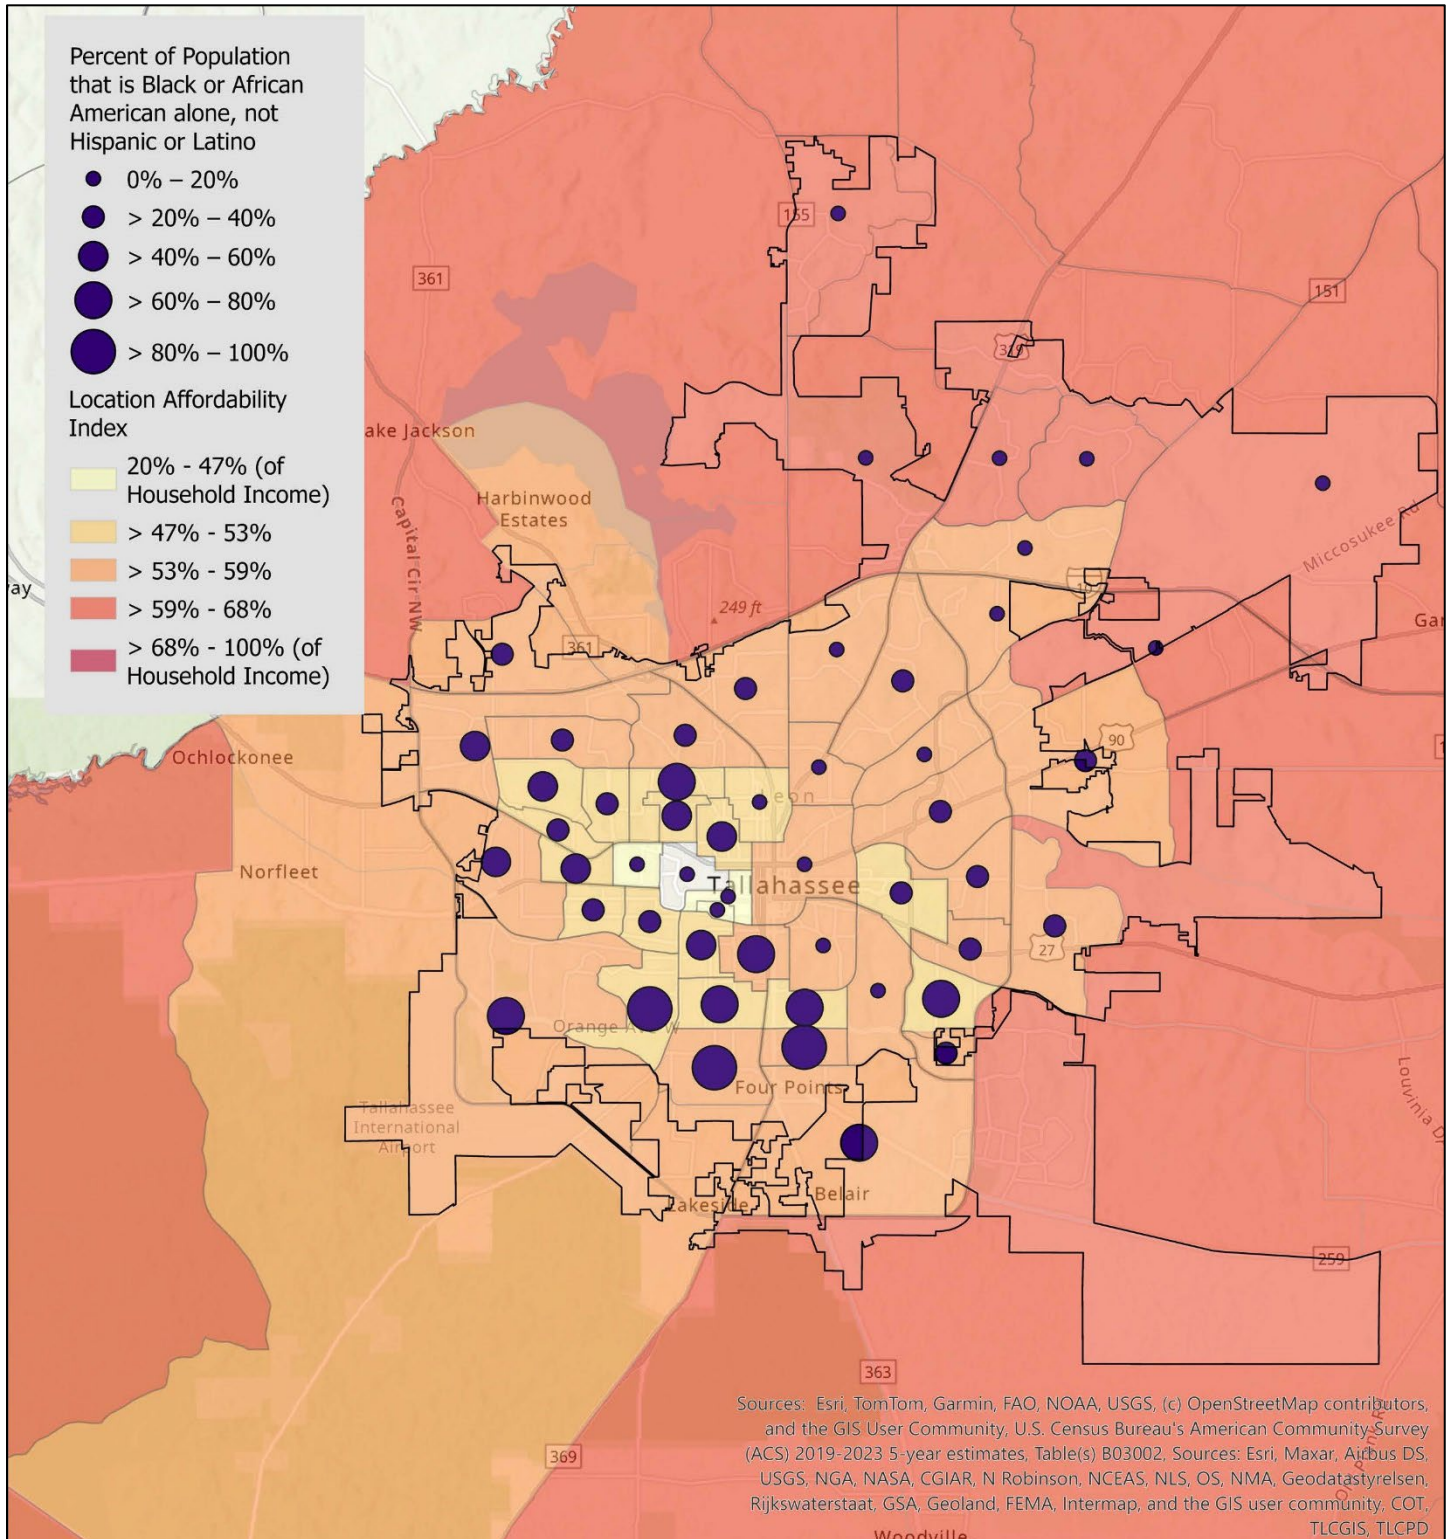 Percent of Population
that is Black or African
American alone, not
Hispanic or Latino
0% – 20%
> 20% – 40%
> 40% – 60%
> 60% – 80%
> 80% – 100%
Location Affordability
Index
20% - 47% (of
Household Income)
> 47% - 53%
> 53% - 59%
> 59% - 68%
> 68% - 100% (of
Household Income)
155
361
151
319
ake Jackson
Harbinwood
Estates
Capital Cir NW
Miccosukee Rd
way
10
249 ft
Gar
361
90
Ochlockonee
Leon
Norfleet
Tallahassee
27
Orange Ave W
Four Points
Tallahassee
International
Airport
Louvinia Dr
Belair
Lakeside
259
363
369
Sources: Esri, TomTom, Garmin, FAO, NOAA, USGS, (c) OpenStreetMap contributors,
and the GIS User Community, U.S. Census Bureau's American Community Survey
(ACS) 2019-2023 5-year estimates, Table(s) B03002, Sources: Esri, Maxar, Airbus DS,
USGS, NGA, NASA, CGIAR, N Robinson, NCEAS, NLS, OS, NMA, Geodatastyrelsen,
Rijkswaterstaat, GSA, Geoland, FEMA, Intermap, and the GIS user community, COT,
TLCGIS, TLCPD
Woodville